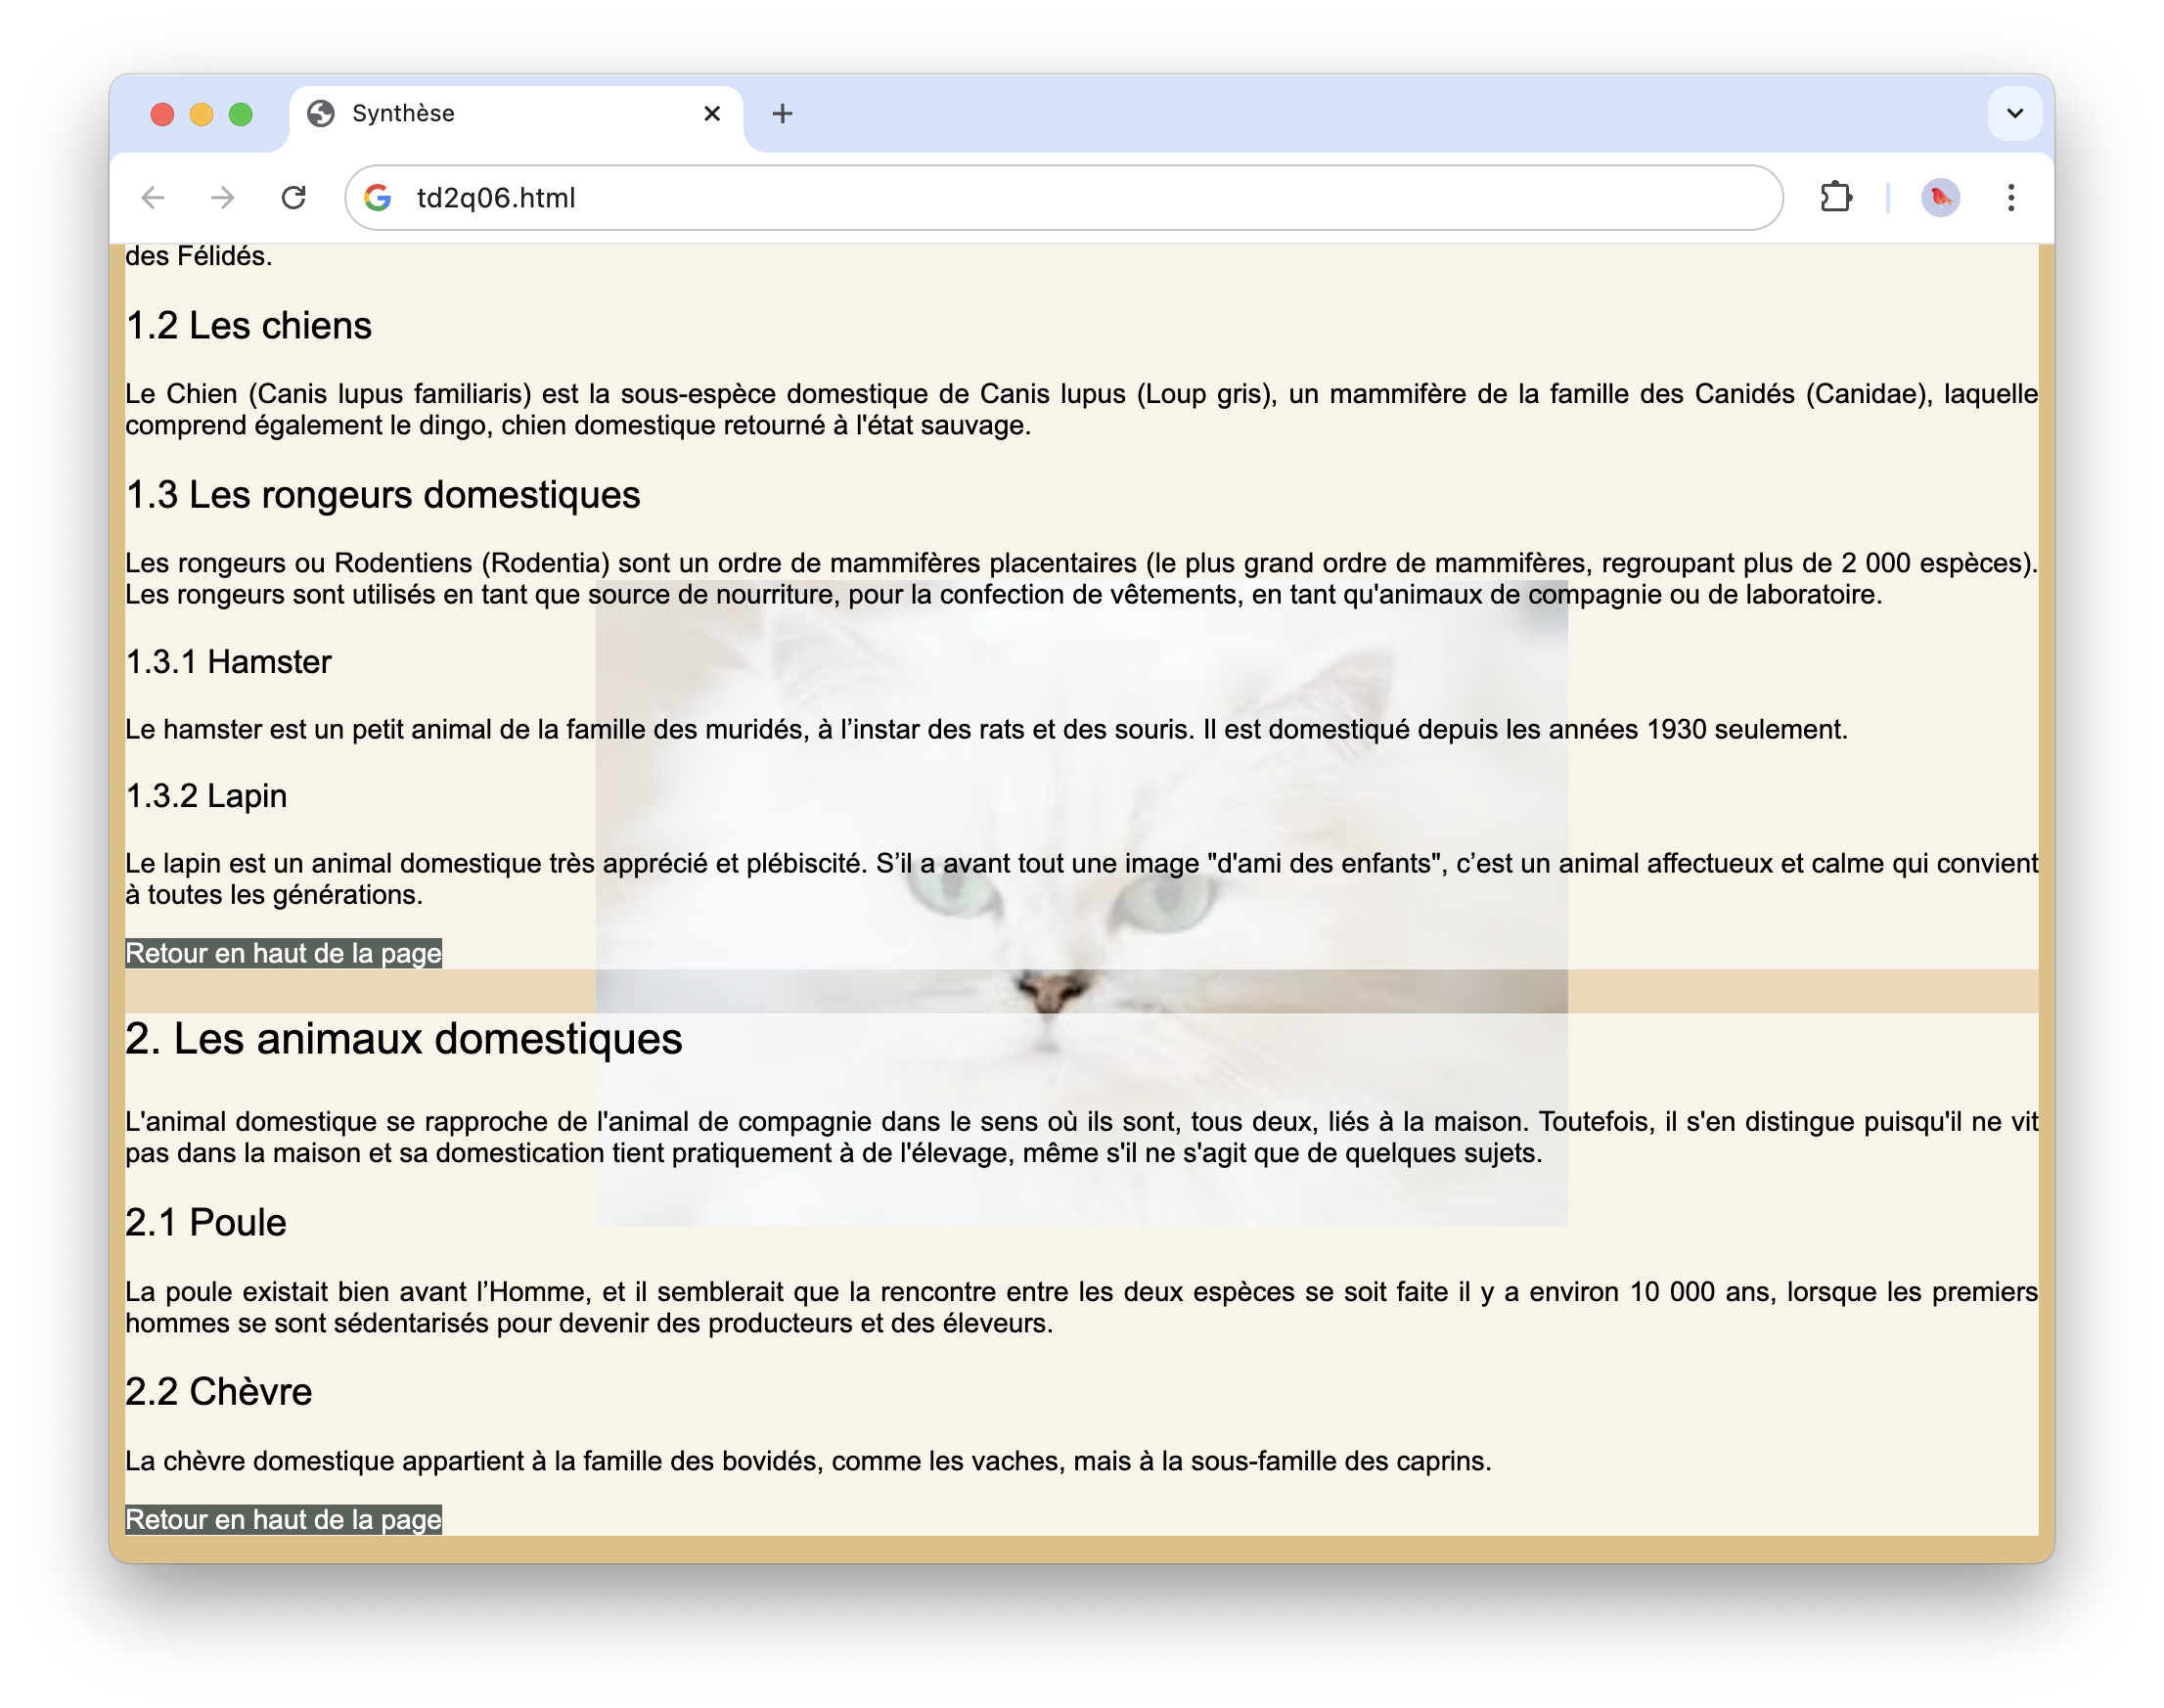 Synthèse
td2q06.html
des Félidés.
1.2 Les chiens
Le Chien (Canis lupus familiaris) est la sous-espèce domestique de Canis lupus (Loup gris), un mammifère de la famille des Canidés (Canidae), laquelle
comprend également le dingo, chien domestique retourné à l'état sauvage.
1.3 Les rongeurs domestiques
Les rongeurs ou Rodentiens (Rodentia) sont un ordre de mammifères placentaires (le plus grand ordre de mammifères, regroupant plus de 2 000 espèces).
Les rongeurs sont utilisés en tant que source de nourriture, pour la confection de vêtements, en tant qu'animaux de compagnie ou de laboratoire.
1.3.1 Hamster
Le hamster est un petit animal de la famille des muridés, à l’instar des rats et des souris. Il est domestiqué depuis les années 1930 seulement.
1.3.2 Lapin
Le lapin est un animal domestique très apprécié et plébiscité. S’il a avant tout une image "d'ami des enfants", c’est un animal affectueux et calme qui convient
à toutes les générations.
Retour en haut de la page
2. Les animaux domestiques
L'animal domestique se rapproche de l'animal de compagnie dans le sens où ils sont, tous deux, liés à la maison. Toutefois, il s'en distingue puisqu'il ne vit
pas dans la maison et sa domestication tient pratiquement à de l'élevage, même s'il ne s'agit que de quelques sujets.
2.1 Poule
La poule existait bien avant l’Homme, et il semblerait que la rencontre entre les deux espèces se soit faite il y a environ 10 000 ans, lorsque les premiers
hommes se sont sédentarisés pour devenir des producteurs et des éleveurs.
2.2 Chèvre
La chèvre domestique appartient à la famille des bovidés, comme les vaches, mais à la sous-famille des caprins.
Retour en haut de la page